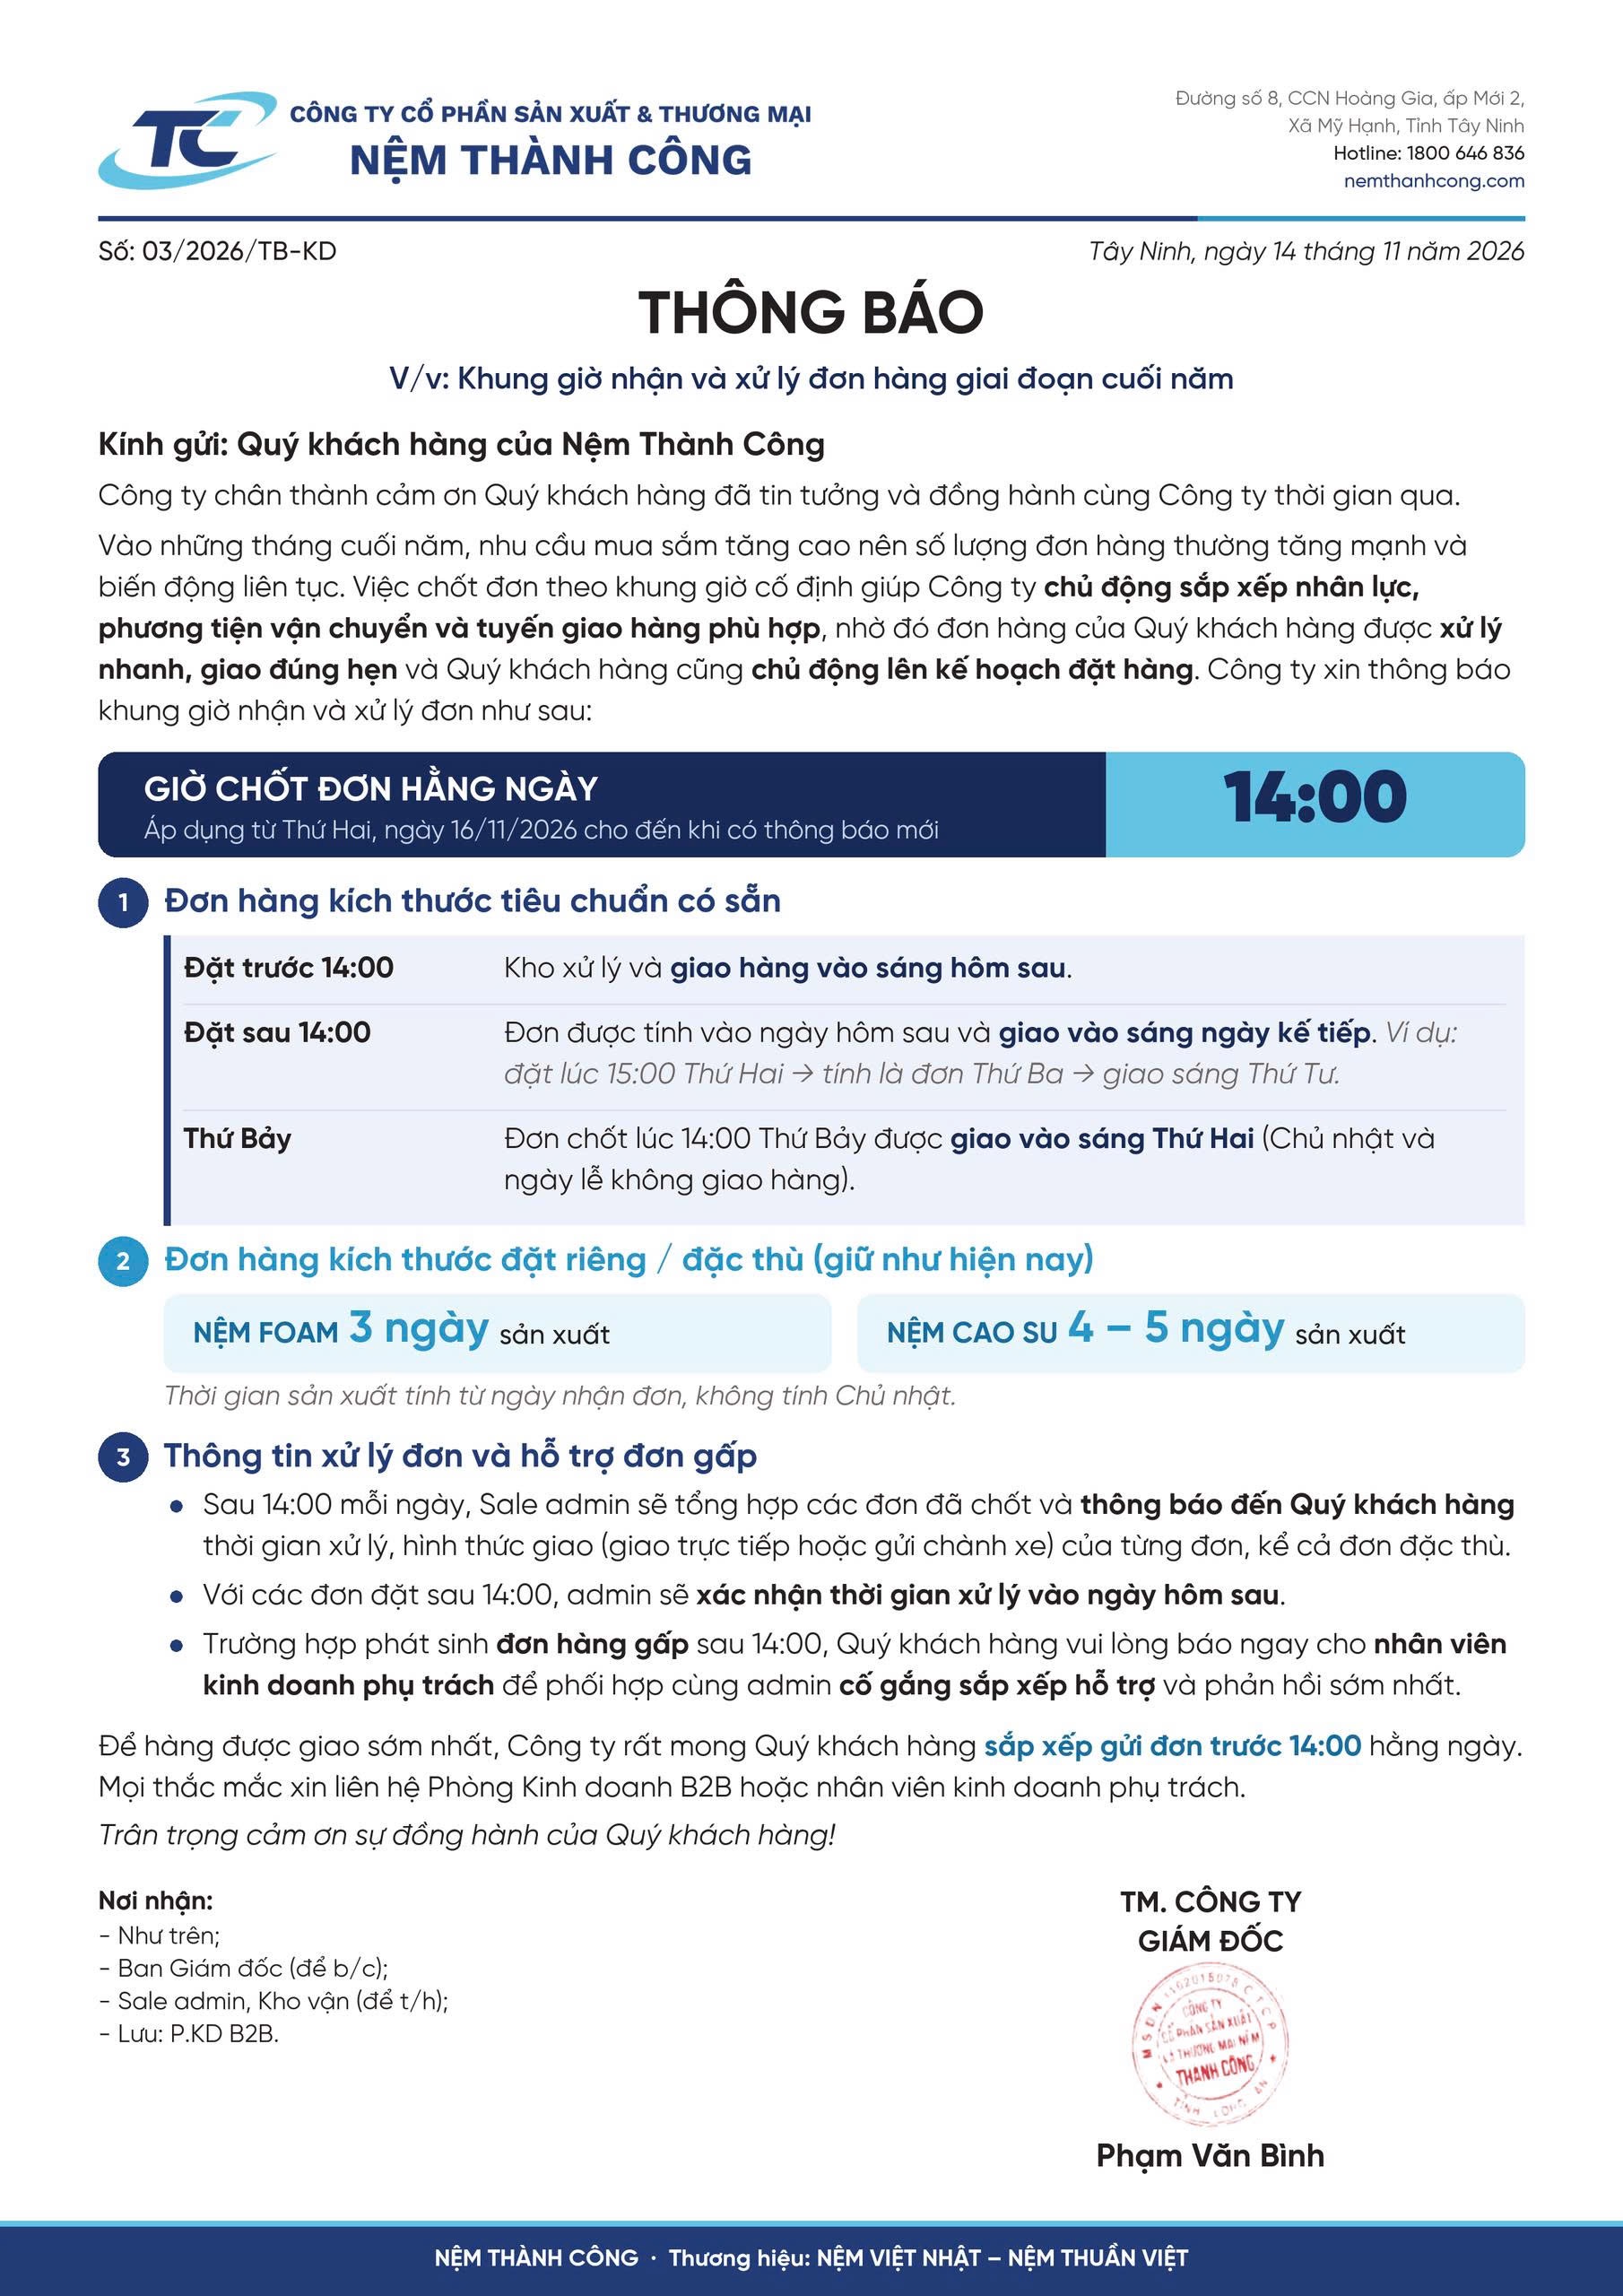 TC
CÔNG TY CỔ PHẦN SẢN XUẤT & THƯƠNG MẠI
NỆM THÀNH CÔNG
Đường số 8, CCN Hoàng Gia, ấp Mới 2,
Xã Mỹ Hạnh, Tỉnh Tây Ninh
Hotline: 1800 646 836
nemthanhcong.com
Số: 03/2026/TB-KD
Tây Ninh, ngày 14 tháng 11 năm 2026
THÔNG BÁO
V/v: Khung giờ nhận và xử lý đơn hàng giai đoạn cuối năm
Kính gửi: Quý khách hàng của Nệm Thành Công
Công ty chân thành cảm ơn Quý khách hàng đã tin tưởng và đồng hành cùng Công ty thời gian qua.
Vào những tháng cuối năm, nhu cầu mua sắm tăng cao nên số lượng đơn hàng thường tăng mạnh và
biến động liên tục. Việc chốt đơn theo khung giờ cố định giúp Công ty chủ động sắp xếp nhân lực,
phương tiện vận chuyển và tuyến giao hàng phù hợp, nhờ đó đơn hàng của Quý khách hàng được xử lý
nhanh, giao đúng hẹn và Quý khách hàng cũng chủ động lên kế hoạch đặt hàng. Công ty xin thông báo
khung giờ nhận và xử lý đơn như sau:
GIỜ CHỐT ĐƠN HẰNG NGÀY
Áp dụng từ Thứ Hai, ngày 16/11/2026 cho đến khi có thông báo mới
14:00
1 Đơn hàng kích thước tiêu chuẩn có sẵn
Đặt trước 14:00
Kho xử lý và giao hàng vào sáng hôm sau.
Đặt sau 14:00
Đơn được tính vào ngày hôm sau và giao vào sáng ngày kế tiếp. Ví dụ:
đặt lúc 15:00 Thứ Hai → tính là đơn Thứ Ba → giao sáng Thứ Tư.
Thứ Bảy
Đơn chốt lúc 14:00 Thứ Bảy được giao vào sáng Thứ Hai (Chủ nhật và
ngày lễ không giao hàng).
2 Đơn hàng kích thước đặt riêng / đặc thù (giữ như hiện nay)
NỆM FOAM 3 ngày sản xuất
NỆM CAO SU 4 – 5 ngày sản xuất
Thời gian sản xuất tính từ ngày nhận đơn, không tính Chủ nhật.
3 Thông tin xử lý đơn và hỗ trợ đơn gấp
• Sau 14:00 mỗi ngày, Sale admin sẽ tổng hợp các đơn đã chốt và thông báo đến Quý khách hàng
thời gian xử lý, hình thức giao (giao trực tiếp hoặc gửi chành xe) của từng đơn, kể cả đơn đặc thù.
• Với các đơn đặt sau 14:00, admin sẽ xác nhận thời gian xử lý vào ngày hôm sau.
• Trường hợp phát sinh đơn hàng gấp sau 14:00, Quý khách hàng vui lòng báo ngay cho nhân viên
kinh doanh phụ trách để phối hợp cùng admin cố gắng sắp xếp hỗ trợ và phản hồi sớm nhất.
Để hàng được giao sớm nhất, Công ty rất mong Quý khách hàng sắp xếp gửi đơn trước 14:00 hằng ngày.
Mọi thắc mắc xin liên hệ Phòng Kinh doanh B2B hoặc nhân viên kinh doanh phụ trách.
Trân trọng cảm ơn sự đồng hành của Quý khách hàng!
Nơi nhận:
- Như trên;
- Ban Giám đốc (để b/c);
- Sale admin, Kho vận (để t/h);
- Lưu: P.KD B2B.
TM. CÔNG TY
GIÁM ĐỐC
CÔNG TY
CỔ PHẦN SẢN XUẤT
THƯƠNG MẠI NỆM
THÀNH CÔNG
Phạm Văn Bình
NỆM THÀNH CÔNG · Thương hiệu: NỆM VIỆT NHẬT – NỆM THUẦN VIỆT